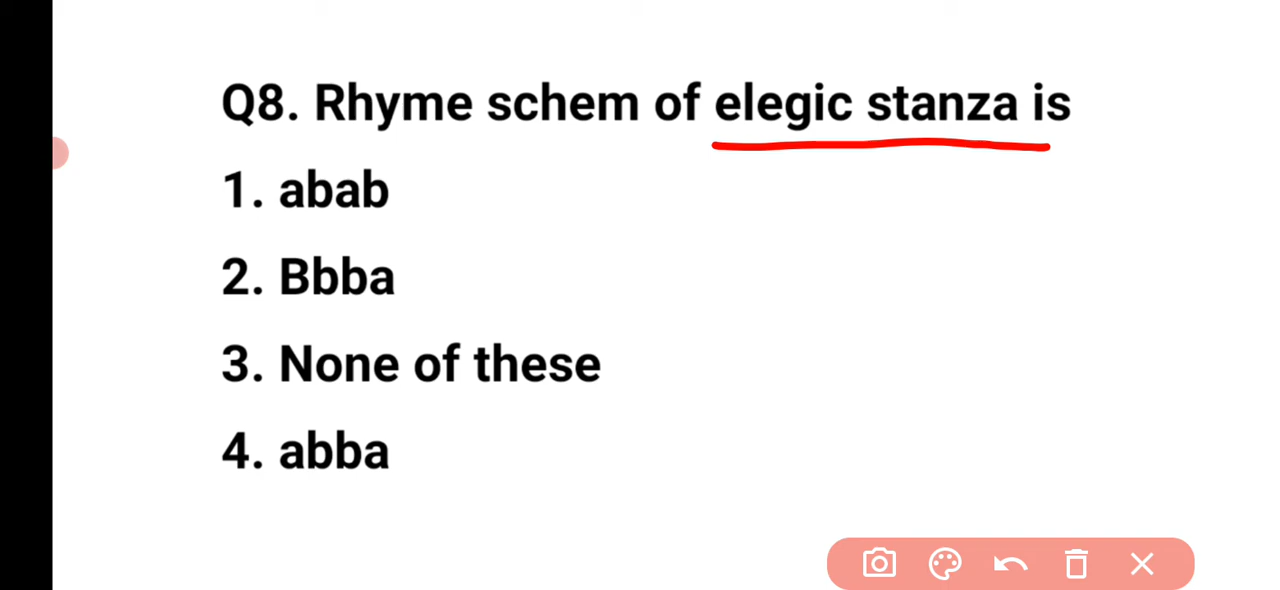 Q8. Rhyme schem of elegic stanza is
1. abab
2. Bbba
3. None of these
4. abba